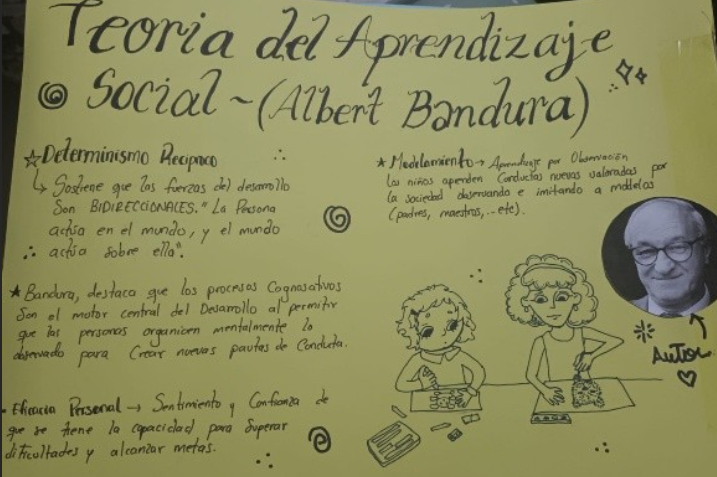 Teoria del Aprendizaje
Social ~ (Albert Bandura)
☆ Determinismo Reciproco
↳ Sostiene que las fuerzas del desarrollo
Son BIDIRECCIONALES. "La Persona
actúa en el mundo, y el mundo
actúa sobre ella".
★ Bandura, destaca que los procesos Cognoscitivos
Son el motor central del Desarrollo al permitir
que las personas organicen mentalmente lo
observado para Crear nuevas pautas de Conducta.
- Eficacia Personal → Sentimiento y Confianza de
que se tiene la capacidad para Superar
dificultades y alcanzar metas.
★ Modelamiento → Aprendizaje por Observación
Los niños aprenden Conductas nuevas valoradas por
la sociedad observando e imitando a modelos
(padres, maestros,... etc).
Autor